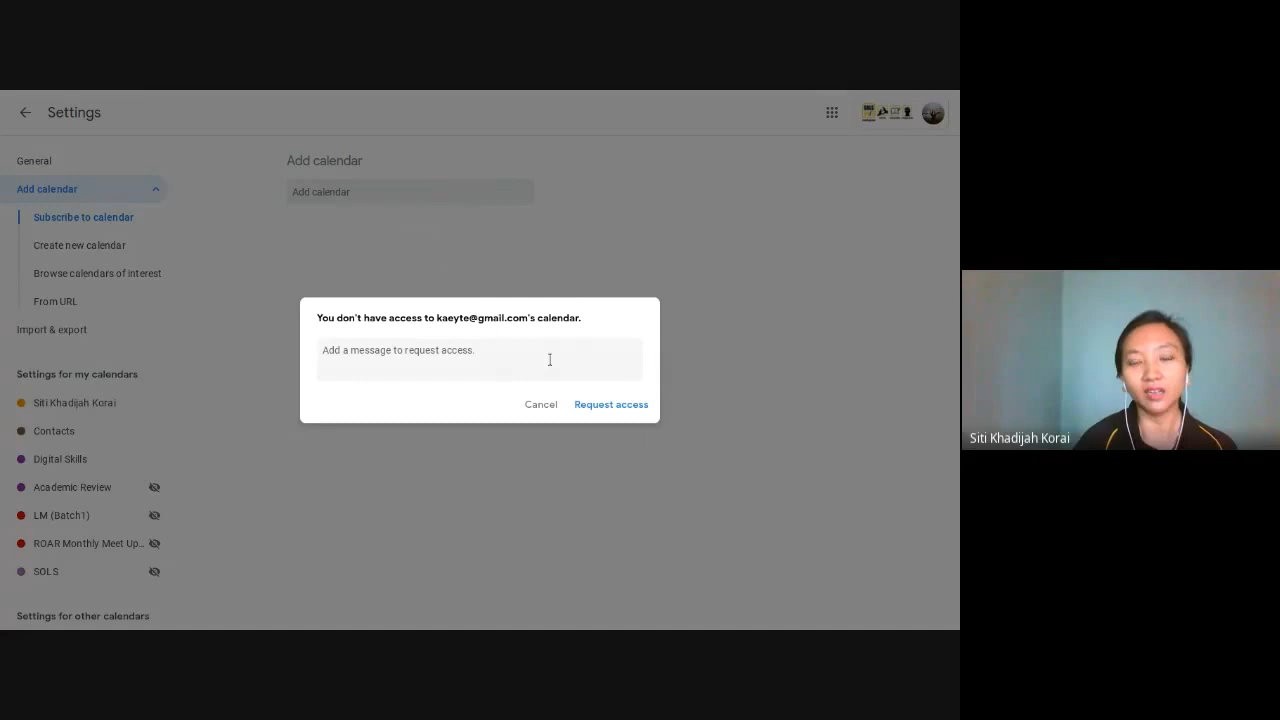 Settings
General
Add calendar
Subscribe to calendar
Create new calendar
Browse calendars of interest
From URL
Import & export
Settings for my calendars
Siti Khadijah Korai
Contacts
Digital Skills
Academic Review
LM (Batch1)
ROAR Monthly Meet Up...
SOLS
Settings for other calendars
Add calendar
Add calendar
You don't have access to kaeyte@gmail.com's calendar.
Add a message to request access.
Cancel Request access
Siti Khadijah Korai